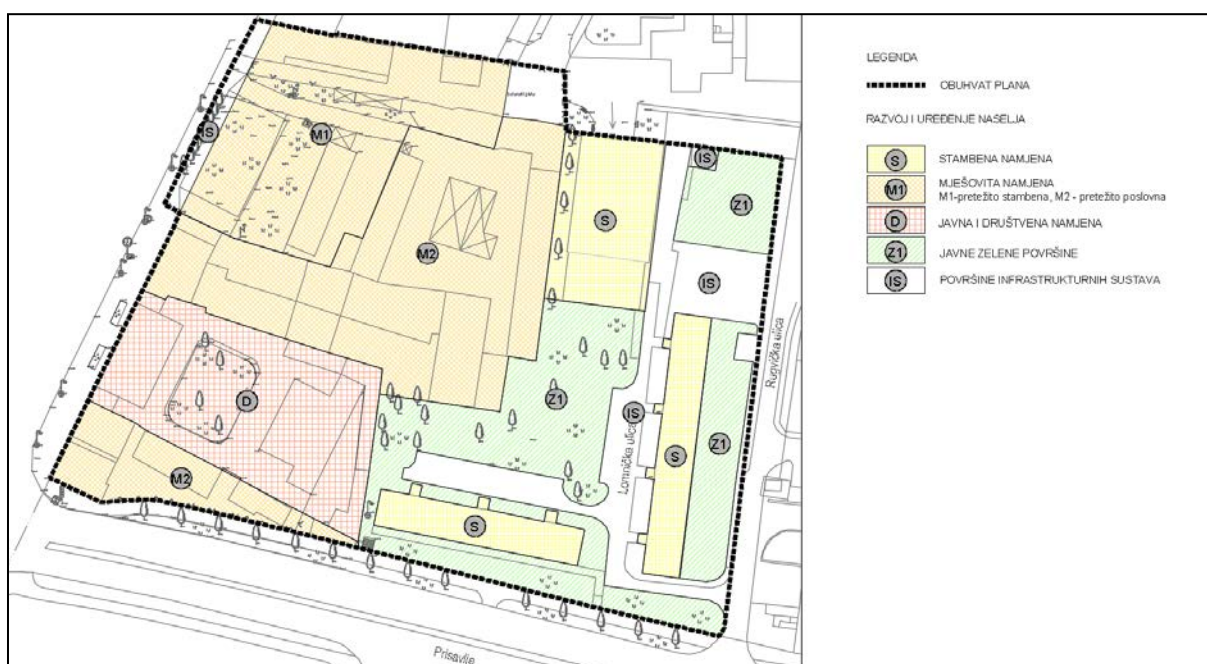 LEGENDA
OBUHVAT PLANA
RAZVOJ I UREĐENJE NASELJA
S STAMBENA NAMJENA
M1 MJEŠOVITA NAMJENA
M1-pretežito stambena, M2 - pretežito poslovna
D JAVNA I DRUŠTVENA NAMJENA
Z1 JAVNE ZELENE POVRŠINE
IS POVRŠINE INFRASTRUKTURNIH SUSTAVA
IS
M1
IS
S
Z1
M2
IS
Rugvička ulica
D
Z1
IS
Lomnička ulica
S
Z1
M2
S
Prisavlje